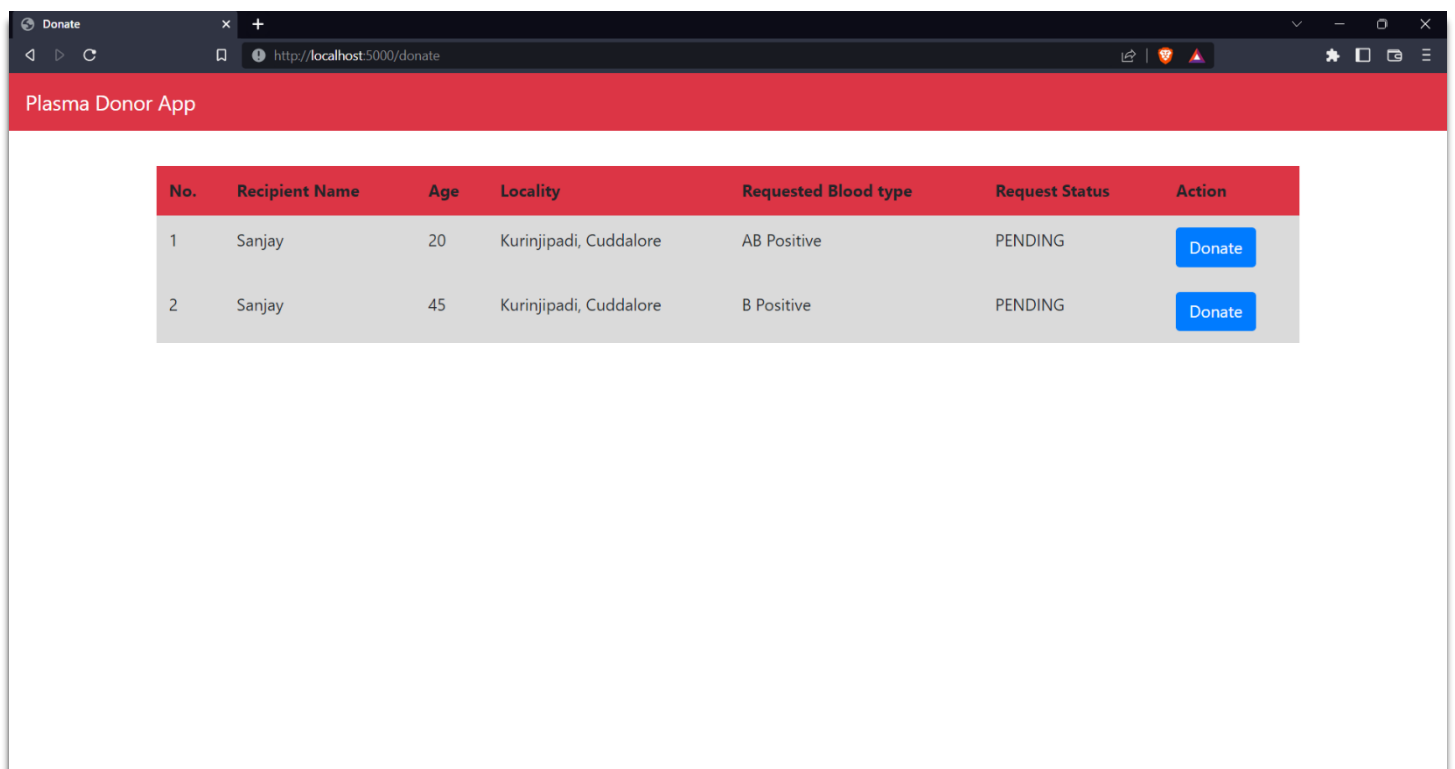 Donate
http://localhost:5000/donate
Plasma Donor App
No. Recipient Name Age Locality Requested Blood type Request Status Action
1 Sanjay 20 Kurinjipadi, Cuddalore AB Positive PENDING Donate
2 Sanjay 45 Kurinjipadi, Cuddalore B Positive PENDING Donate